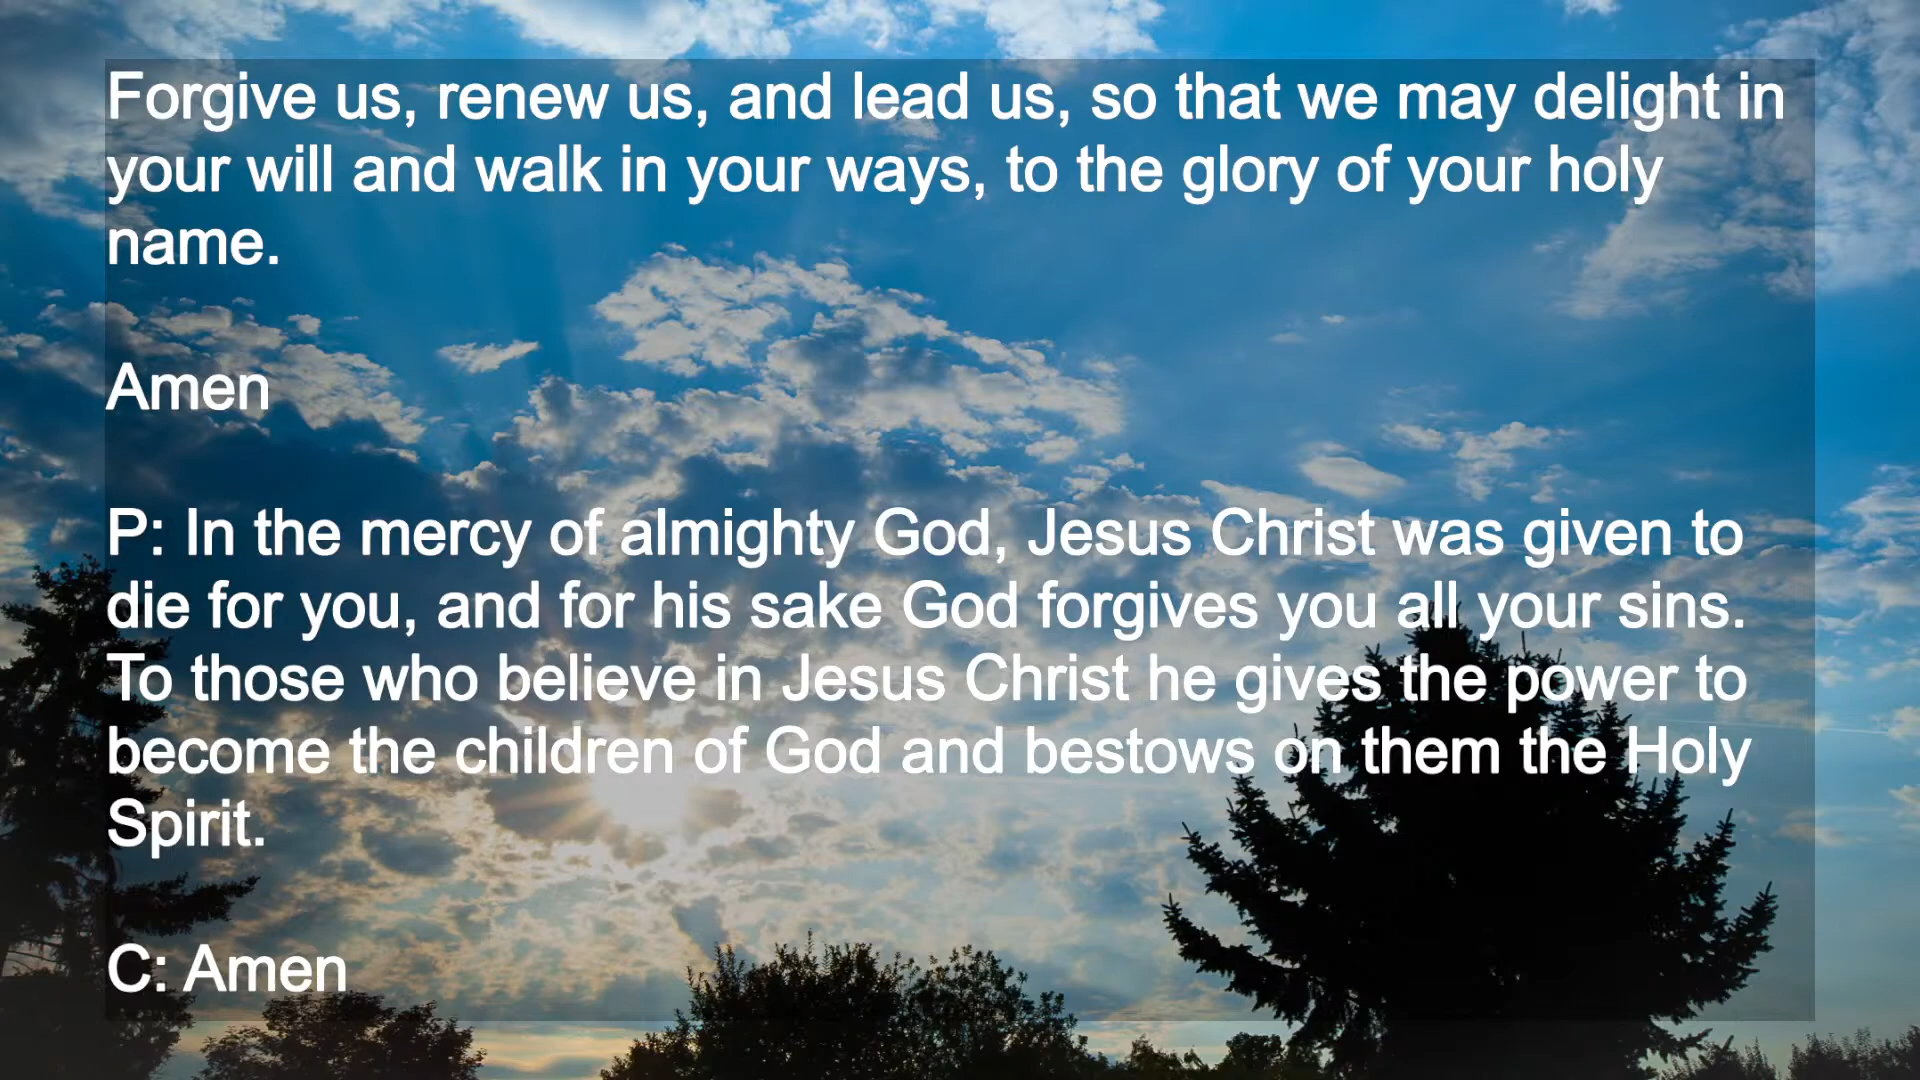 Forgive us, renew us, and lead us, so that we may delight in
your will and walk in your ways, to the glory of your holy
name.
Amen
P: In the mercy of almighty God, Jesus Christ was given to
die for you, and for his sake God forgives you all your sins.
To those who believe in Jesus Christ he gives the power to
become the children of God and bestows on them the Holy
Spirit.
C: Amen